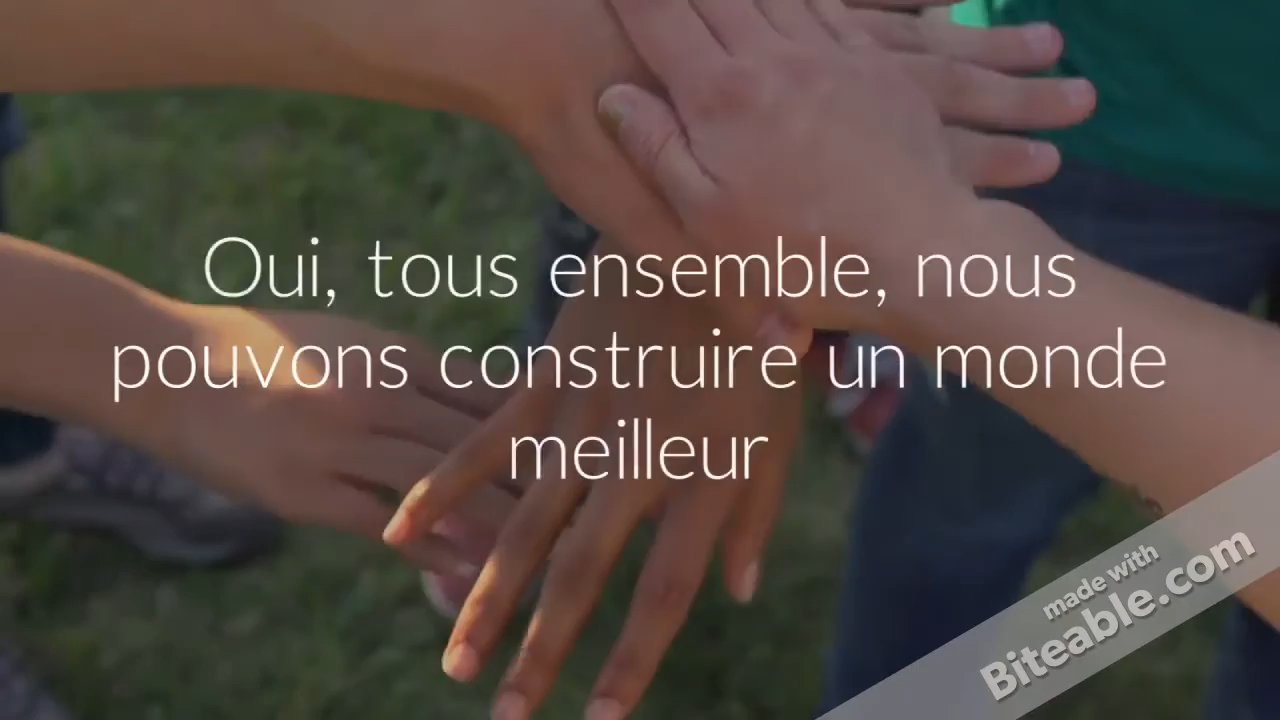 Oui, tous ensemble, nous
pouvons construire un monde
meilleur
made with
Biteable.com